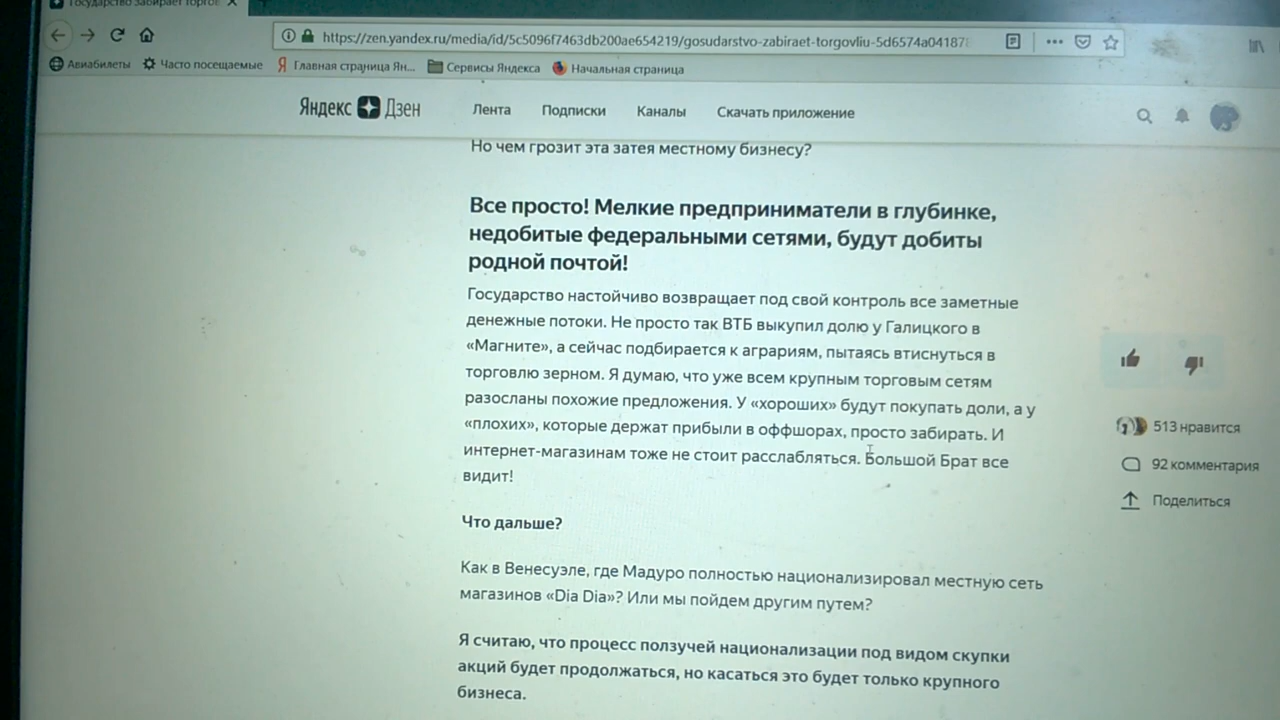 Государство забирает торгов
https://zen.yandex.ru/media/id/5c5096f7463db200ae654219/gosudarstvo-zabiraet-torgovliu-5d6574a04187
Авиабилеты Часто посещаемые Главная страница Ян... Сервисы Яндекса Начальная страница
Яндекс Дзен Лента Подписки Каналы Скачать приложение
Но чем грозит эта затея местному бизнесу?
Все просто! Мелкие предприниматели в глубинке,
недобитые федеральными сетями, будут добиты
родной почтой!
Государство настойчиво возвращает под свой контроль все заметные
денежные потоки. Не просто так ВТБ выкупил долю у Галицкого в
«Магните», а сейчас подбирается к аграриям, пытаясь втиснуться в
торговлю зерном. Я думаю, что уже всем крупным торговым сетям
разосланы похожие предложения. У «хороших» будут покупать доли, а у
«плохих», которые держат прибыли в оффшорах, просто забирать. И
интернет-магазинам тоже не стоит расслабляться. Большой Брат все
видит!
513 нравится
92 комментария
Поделиться
Что дальше?
Как в Венесуэле, где Мадуро полностью национализировал местную сеть
магазинов «Dia Dia»? Или мы пойдем другим путем?
Я считаю, что процесс ползучей национализации под видом скупки
акций будет продолжаться, но касаться это будет только крупного
бизнеса.